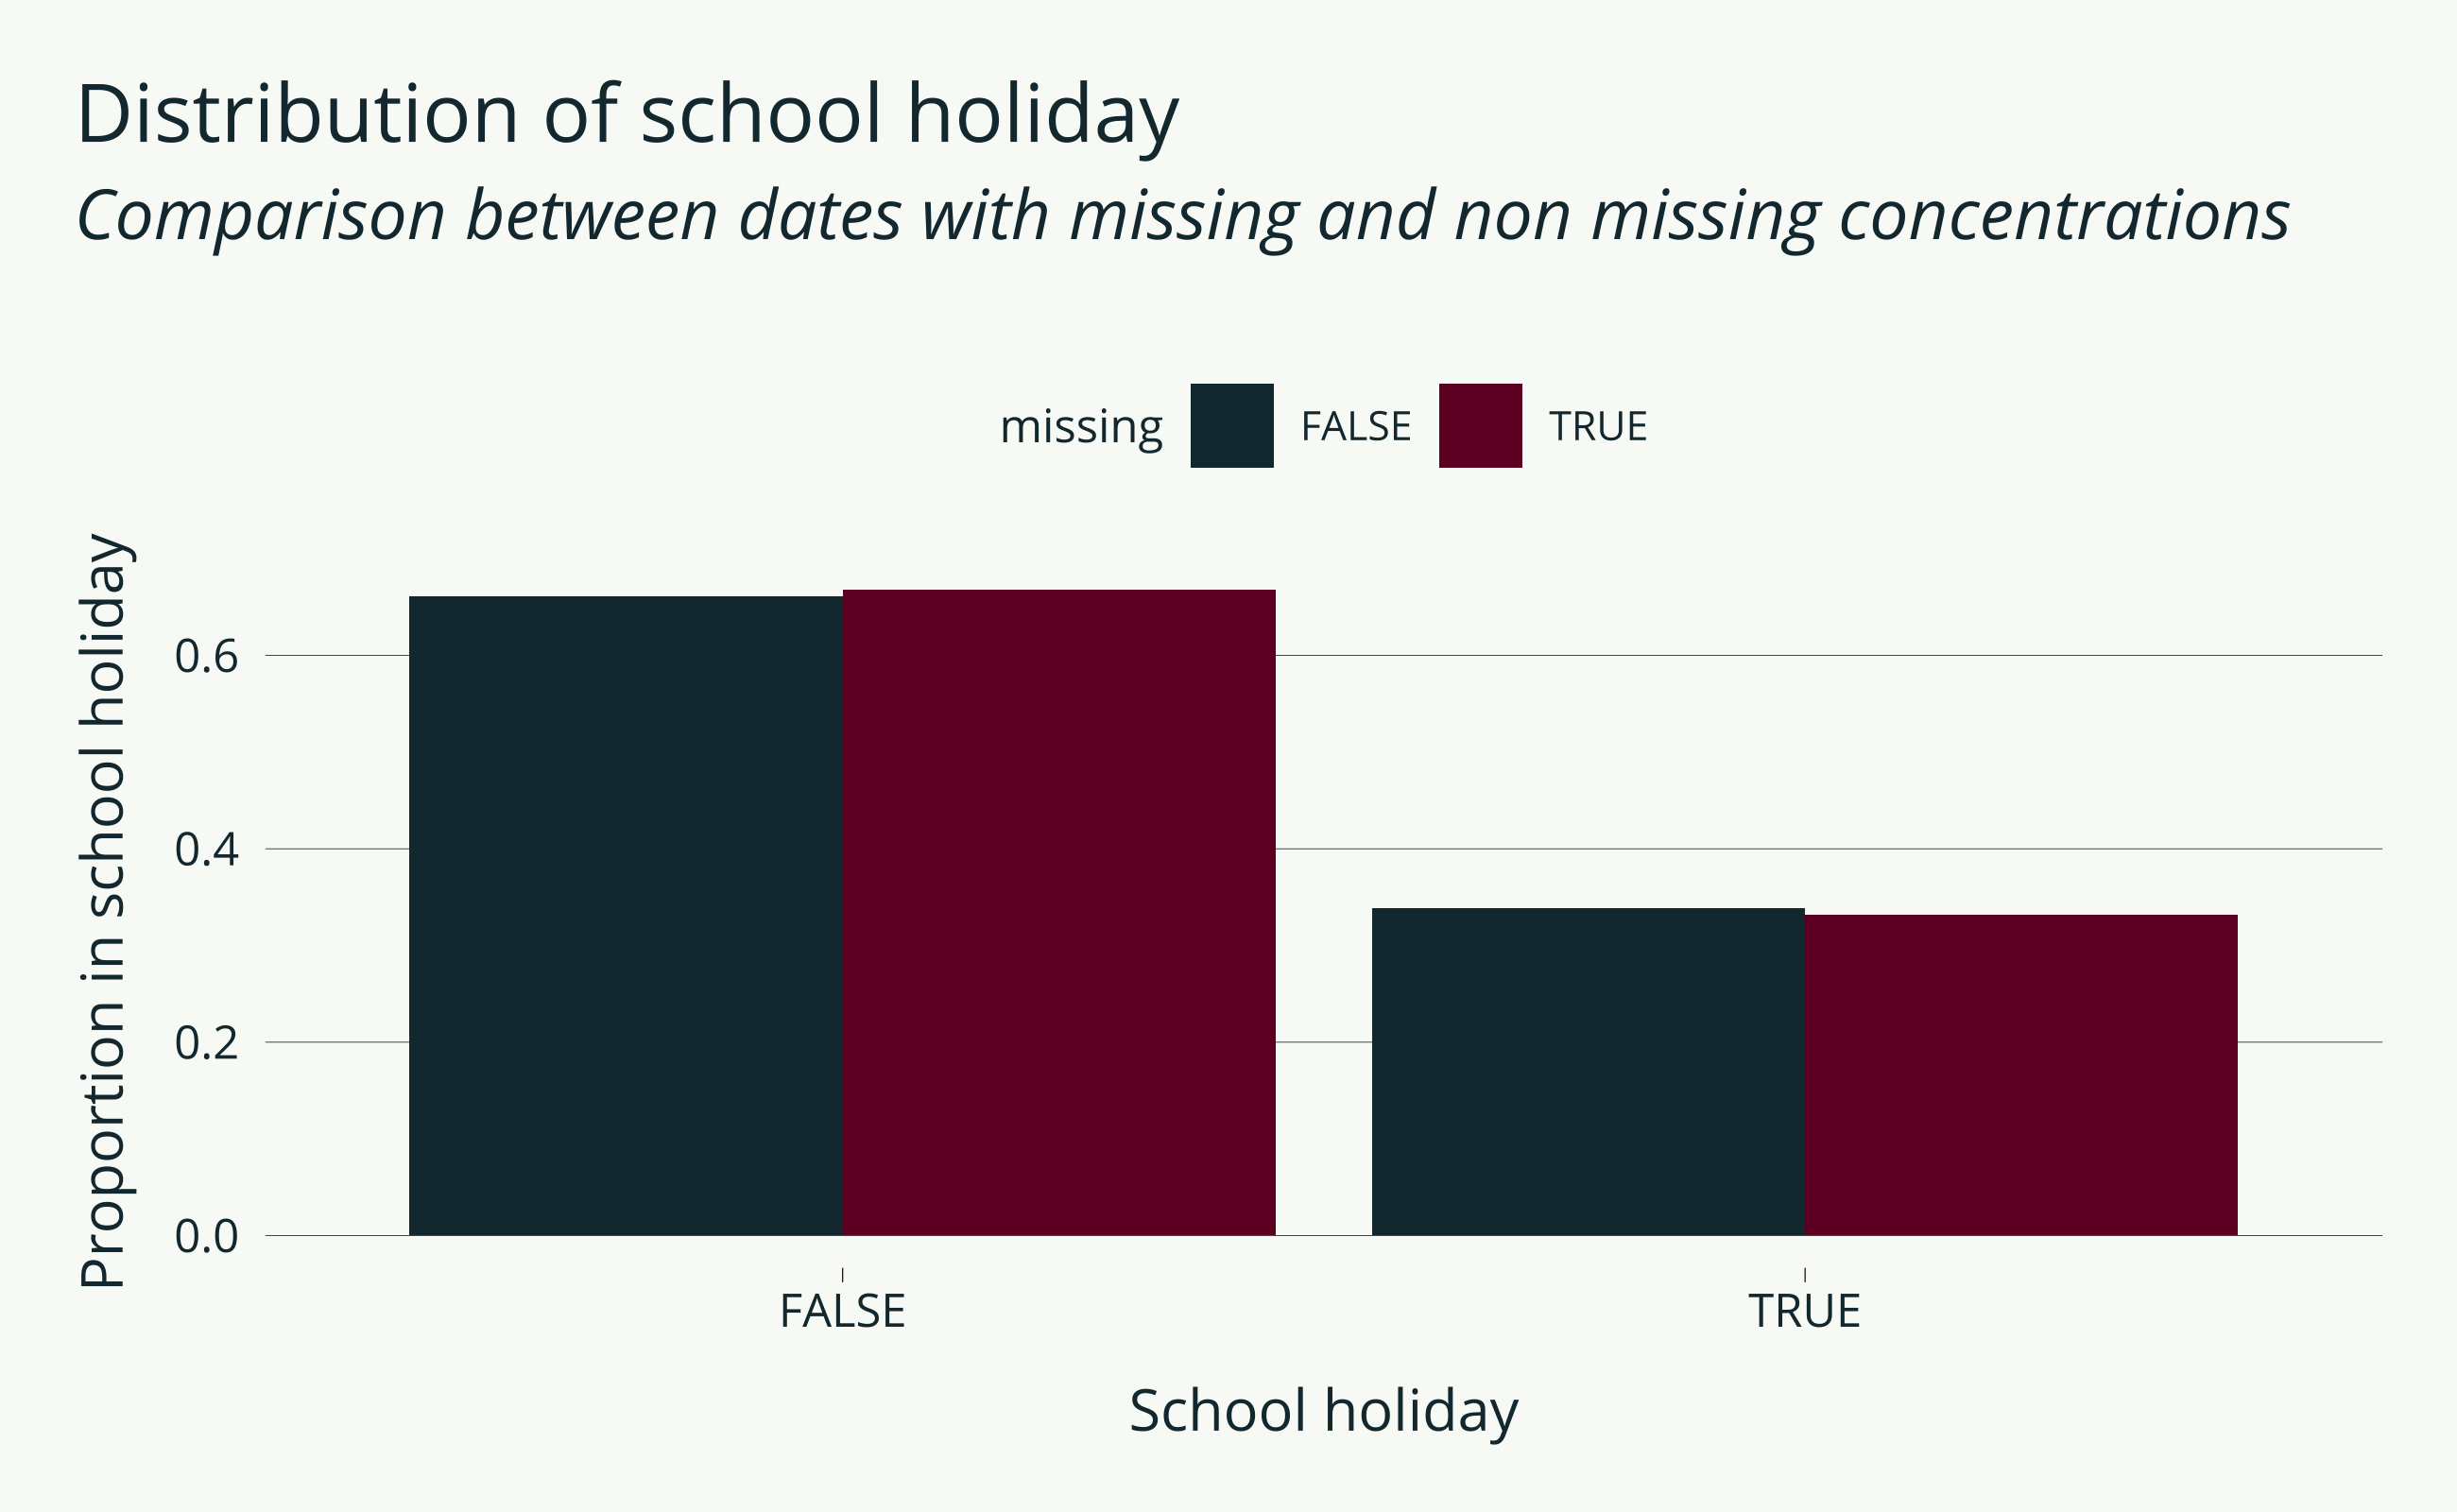 Distribution of school holiday
Comparison between dates with missing and non missing concentrations
missing FALSE TRUE
Proportion in school holiday
0.6
0.4
0.2
0.0
FALSE TRUE
School holiday